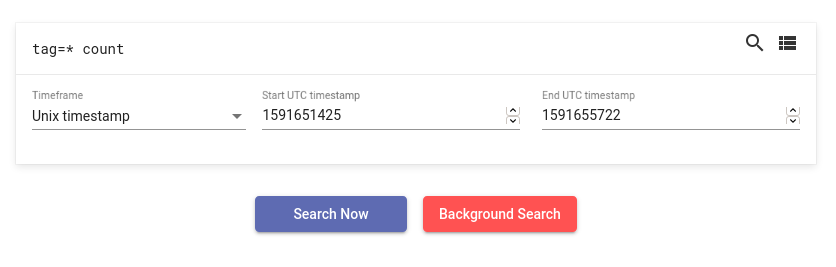 tag=* count
Timeframe Start UTC timestamp End UTC timestamp
Unix timestamp 1591651425 1591655722
Search Now Background Search